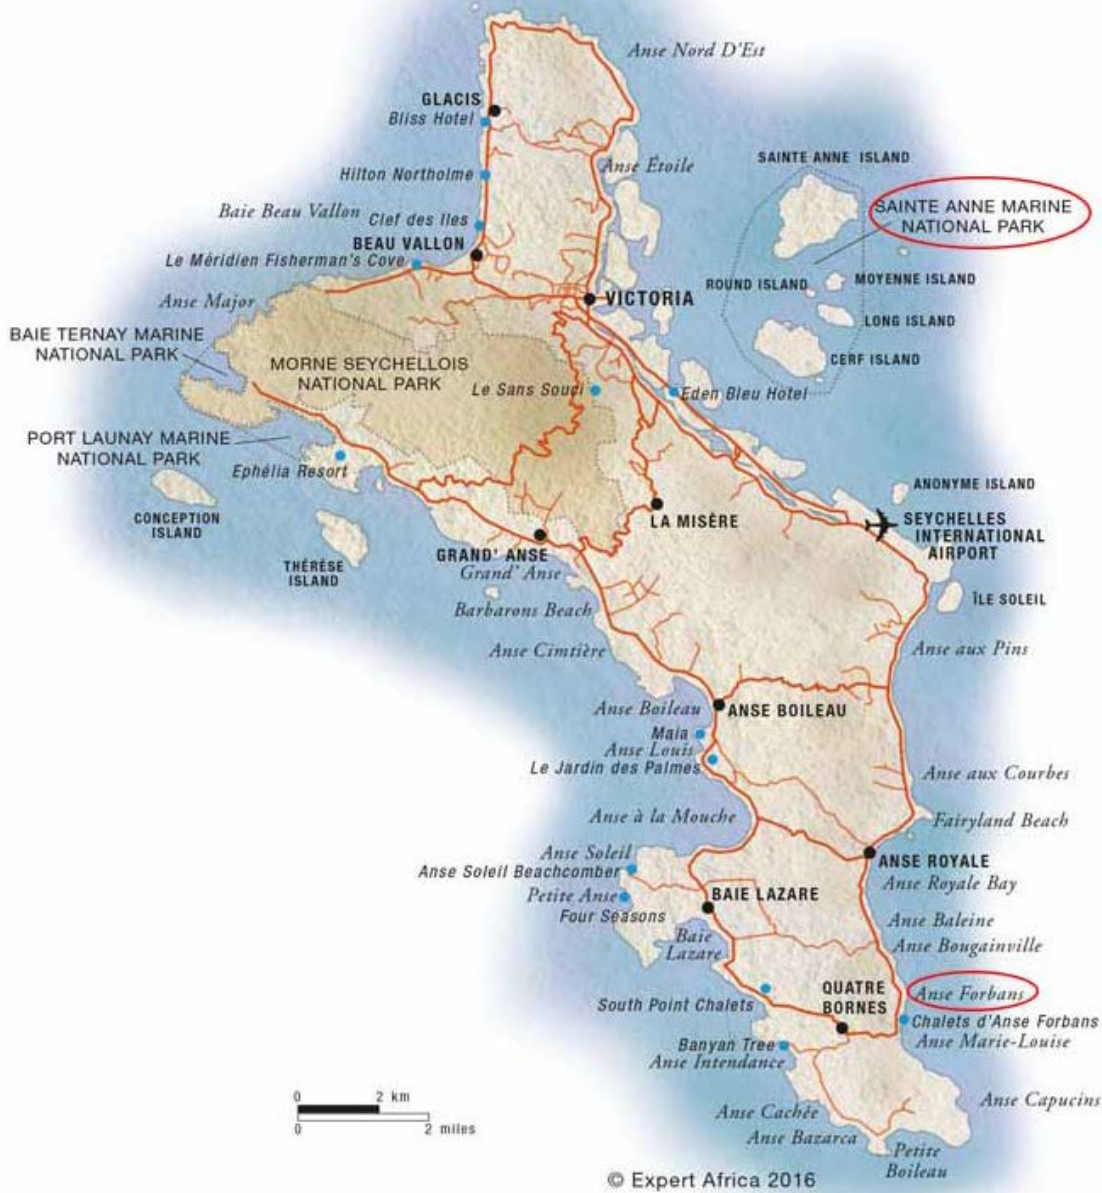 Anse Nord D'Est
GLACIS
Bliss Hotel
SAINTE ANNE ISLAND
Anse Étoile
Hilton Northolme
SAINTE ANNE MARINE
NATIONAL PARK
Baie Beau Vallon
Clef des Iles
BEAU VALLON
Le Méridien Fisherman's Cove
ROUND ISLAND
MOYENNE ISLAND
Anse Major
VICTORIA
LONG ISLAND
BAIE TERNAY MARINE
NATIONAL PARK
CERF ISLAND
MORNE SEYCHELLOIS
NATIONAL PARK
Le Sans Souci
Eden Bleu Hotel
PORT LAUNAY MARINE
NATIONAL PARK
Ephélia Resort
ANONYME ISLAND
CONCEPTION
ISLAND
LA MISÈRE
SEYCHELLES
INTERNATIONAL
AIRPORT
GRAND' ANSE
Grand' Anse
THÉRÈSE
ISLAND
ÎLE SOLEIL
Barbarons Beach
Anse Cimtière
Anse aux Pins
Anse Boileau
ANSE BOILEAU
Maia
Anse Louis
Le Jardin des Palmes
Anse aux Courbes
Anse à la Mouche
Fairyland Beach
Anse Soleil
Anse Soleil Beachcomber
ANSE ROYALE
Anse Royale Bay
Petite Anse
Four Seasons
BAIE LAZARE
Anse Baleine
Baie
Lazare
Anse Bougainville
QUATRE
BORNES
Anse Forbans
South Point Chalets
Chalets d'Anse Forbans
Anse Marie-Louise
Banyan Tree
Anse Intendance
Anse Capucins
0 2 km
0 2 miles
Anse Cachée
Anse Bazarca
Petite
Boileau
© Expert Africa 2016